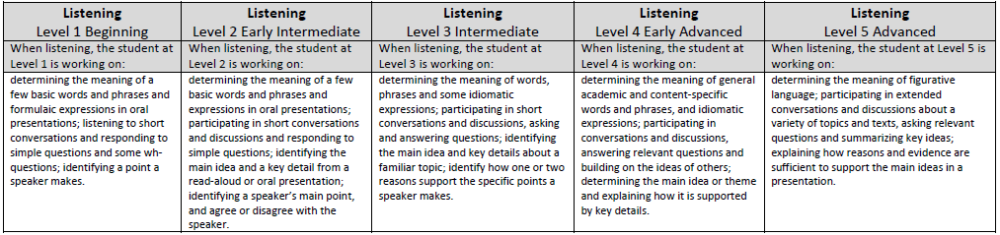 Listening
Level 1 Beginning
When listening, the student at
Level 1 is working on:
determining the meaning of a
few basic words and phrases and
formulaic expressions in oral
presentations; listening to short
conversations and responding to
simple questions and some wh-
questions; identifying a point a
speaker makes.
Listening
Level 2 Early Intermediate
When listening, the student at
Level 2 is working on:
determining the meaning of a few
basic words and phrases and
expressions in oral presentations;
participating in short conversations
and discussions and responding to
simple questions; identifying the
main idea and a key detail from a
read-aloud or oral presentation;
identifying a speaker's main point,
and agree or disagree with the
speaker.
Listening
Level 3 Intermediate
When listening, the student at
Level 3 is working on:
determining the meaning of words,
phrases and some idiomatic
expressions; participating in short
conversations and discussions, asking
and answering questions; identifying
the main idea and key details about a
familiar topic; identify how one or two
reasons support the specific points a
speaker makes.
Listening
Level 4 Early Advanced
When listening, the student at
Level 4 is working on:
determining the meaning of general
academic and content-specific
words and phrases, and idiomatic
expressions; participating in
conversations and discussions,
answering relevant questions and
building on the ideas of others;
determining the main idea or theme
and explaining how it is supported
by key details.
Listening
Level 5 Advanced
When listening, the student at Level 5 is
working on:
determining the meaning of figurative
language; participating in extended
conversations and discussions about a
variety of topics and texts, asking relevant
questions and summarizing key ideas;
explaining how reasons and evidence are
sufficient to support the main ideas in a
presentation.